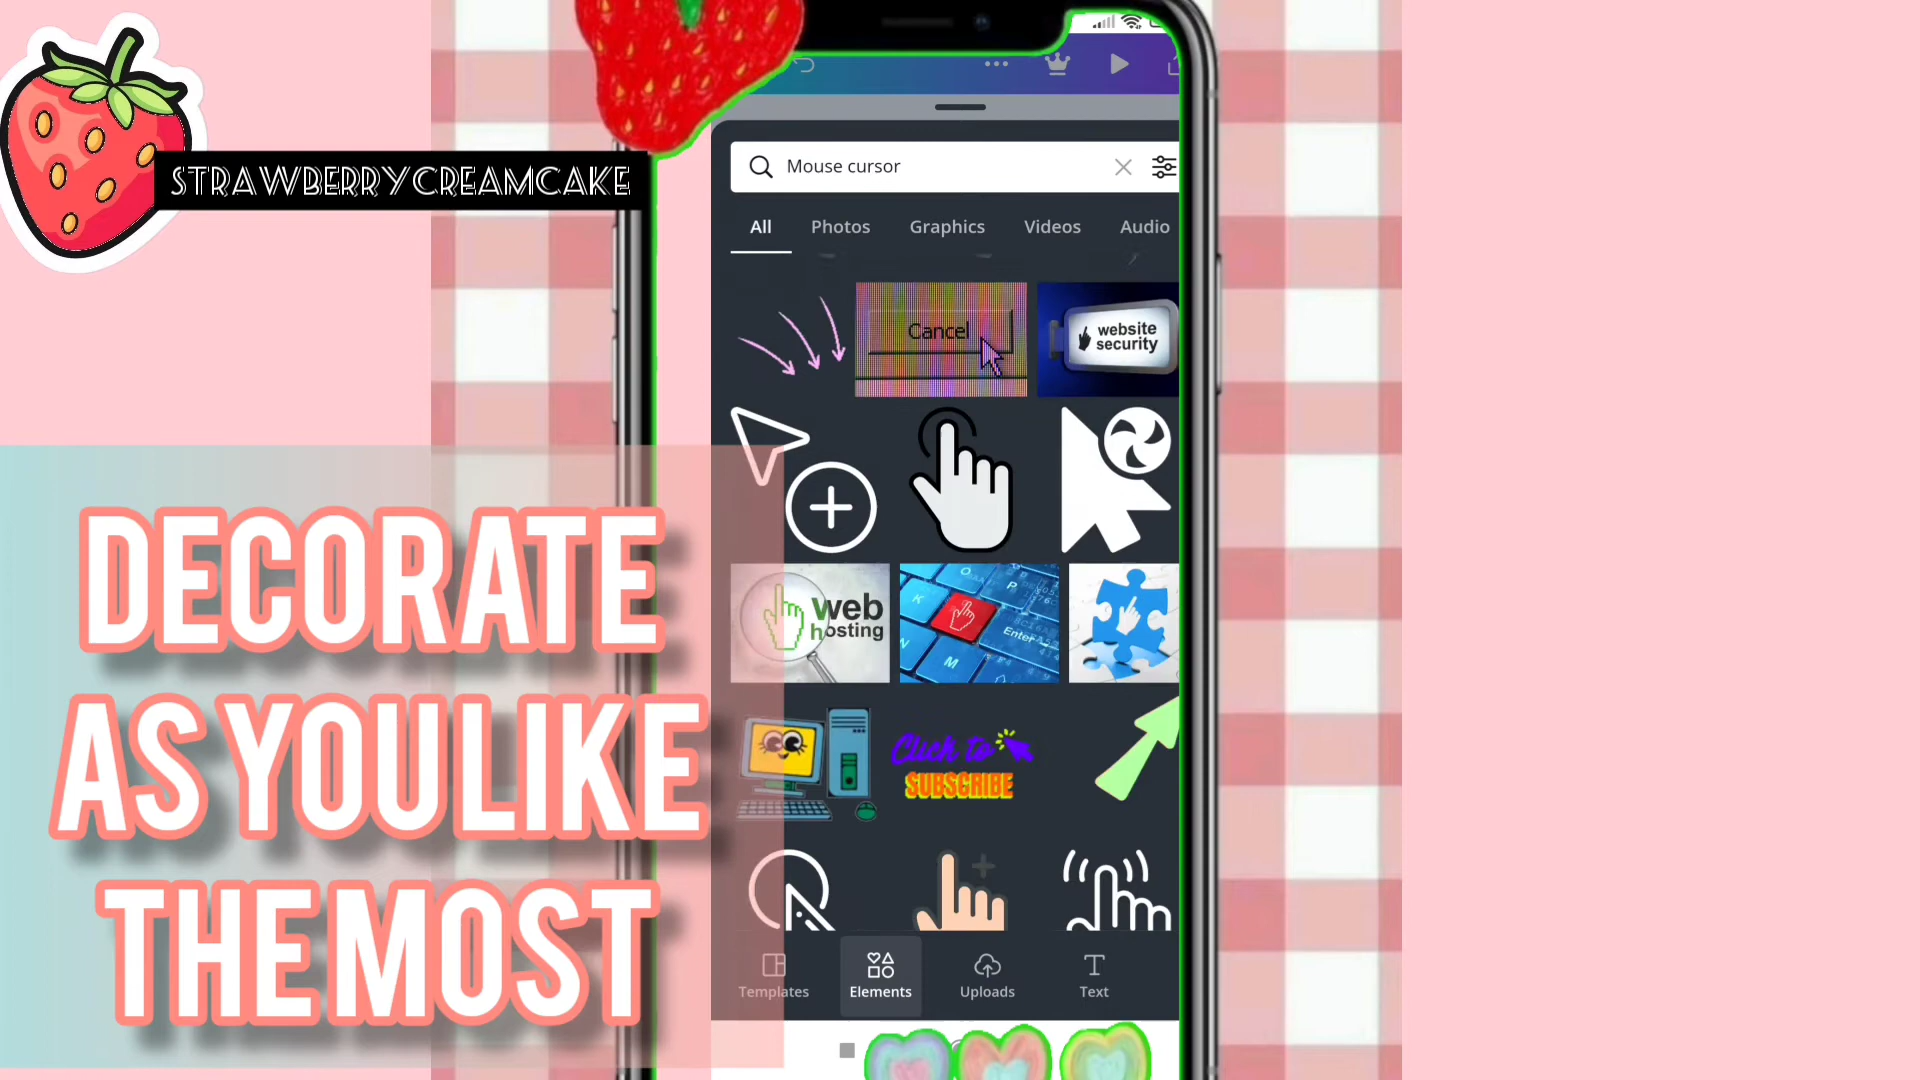 STRAWBERRYCREAMCAKE
Mouse cursor
All Photos Graphics Videos Audio
Cancel
website
security
web
hosting
O P
K
Enter
N M
Click to
SUBSCRIBE
DECORATE
AS YOU LIKE
THE MOST
Templates Elements Uploads Text